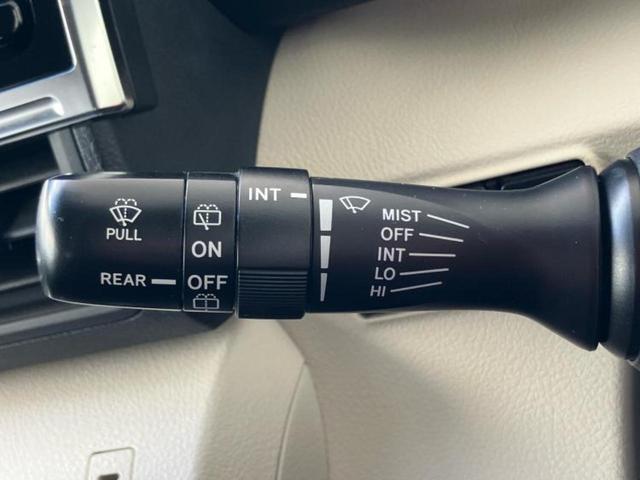 PULL
REAR
ON
OFF
INT
MIST
OFF
INT
LO
HI